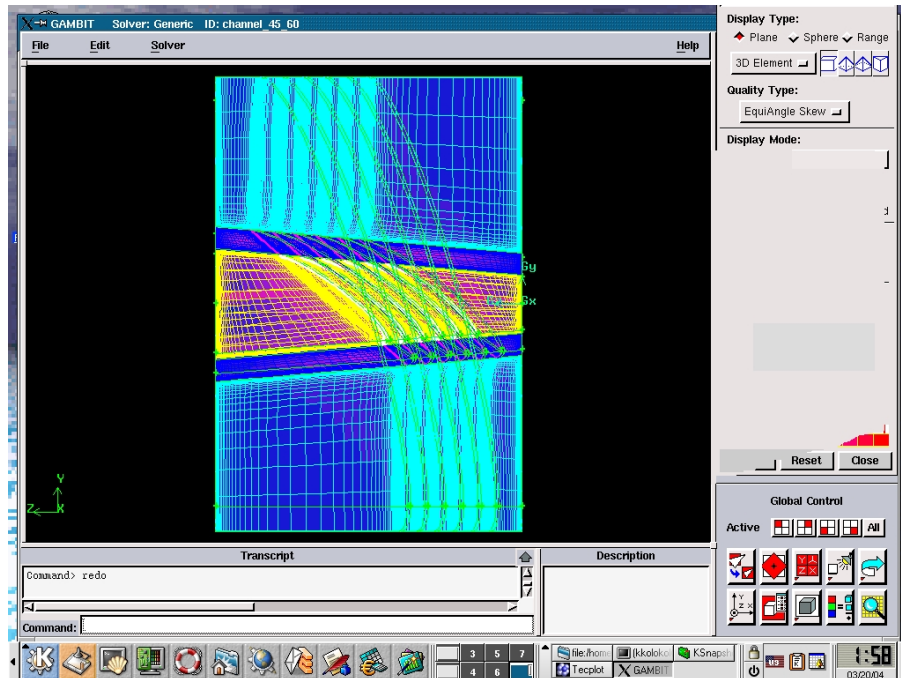 GAMBIT Solver: Generic ID: channel_45_60
File Edit Solver Help
Gy
Gx
Y
Z X
Transcript
Command> redo
Command:
Description
Display Type:
Plane Sphere Range
3D Element
Quality Type:
EquiAngle Skew
Display Mode:
Reset Close
Global Control
Active All
3 5 7
4 6
file:/home
(kkoloko
KSnapsh
Tecplot
GAMBIT
1:58
03/20/04